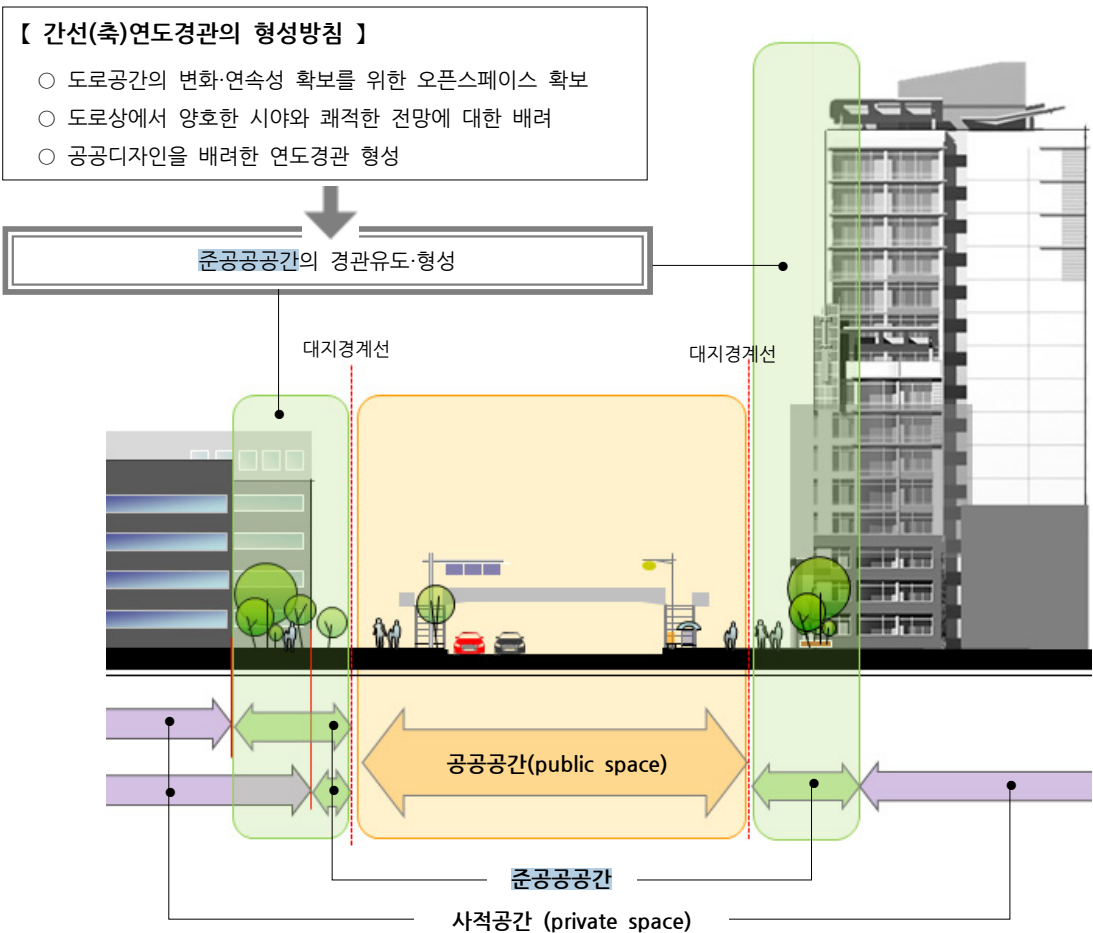 【 간선(축)연도경관의 형성방침 】
○ 도로공간의 변화·연속성 확보를 위한 오픈스페이스 확보
○ 도로상에서 양호한 시야와 쾌적한 전망에 대한 배려
○ 공공디자인을 배려한 연도경관 형성
준공공공간의 경관유도·형성
대지경계선
대지경계선
공공공간(public space)
준공공공간
사적공간 (private space)